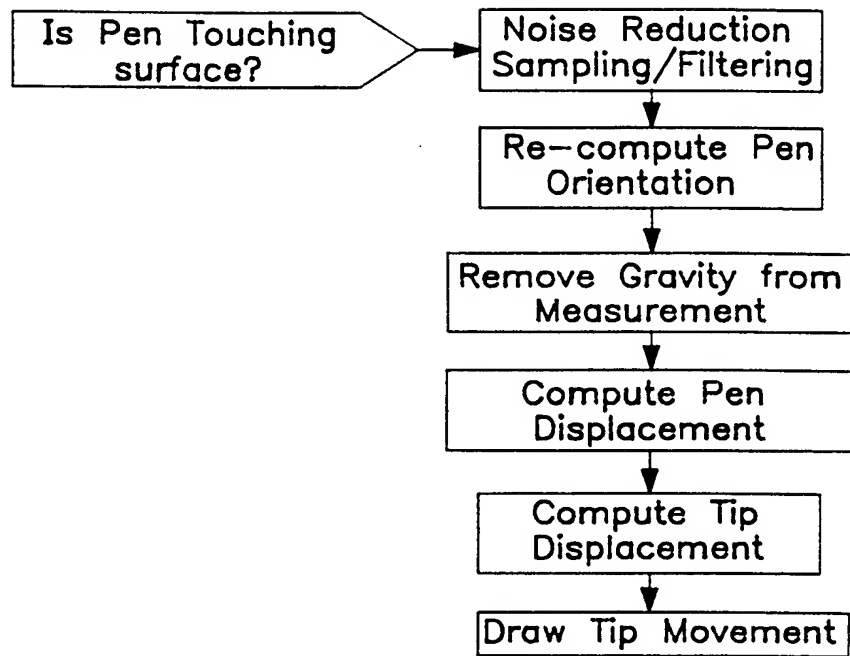 Is Pen Touching
surface?
Noise Reduction
Sampling/Filtering
Re-compute Pen
Orientation
Remove Gravity from
Measurement
Compute Pen
Displacement
Compute Tip
Displacement
Draw Tip Movement